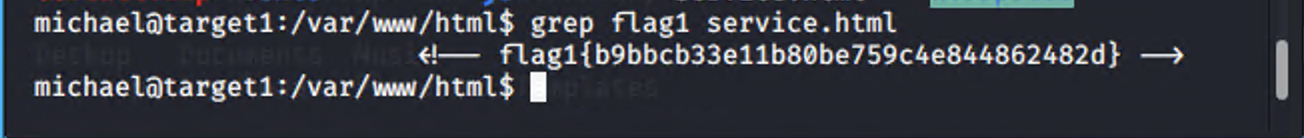 michael@target1:/var/www/html$ grep flag1 service.html
<!-- flag1{b9bbcb33e11b80be759c4e844862482d} -->
michael@target1:/var/www/html$